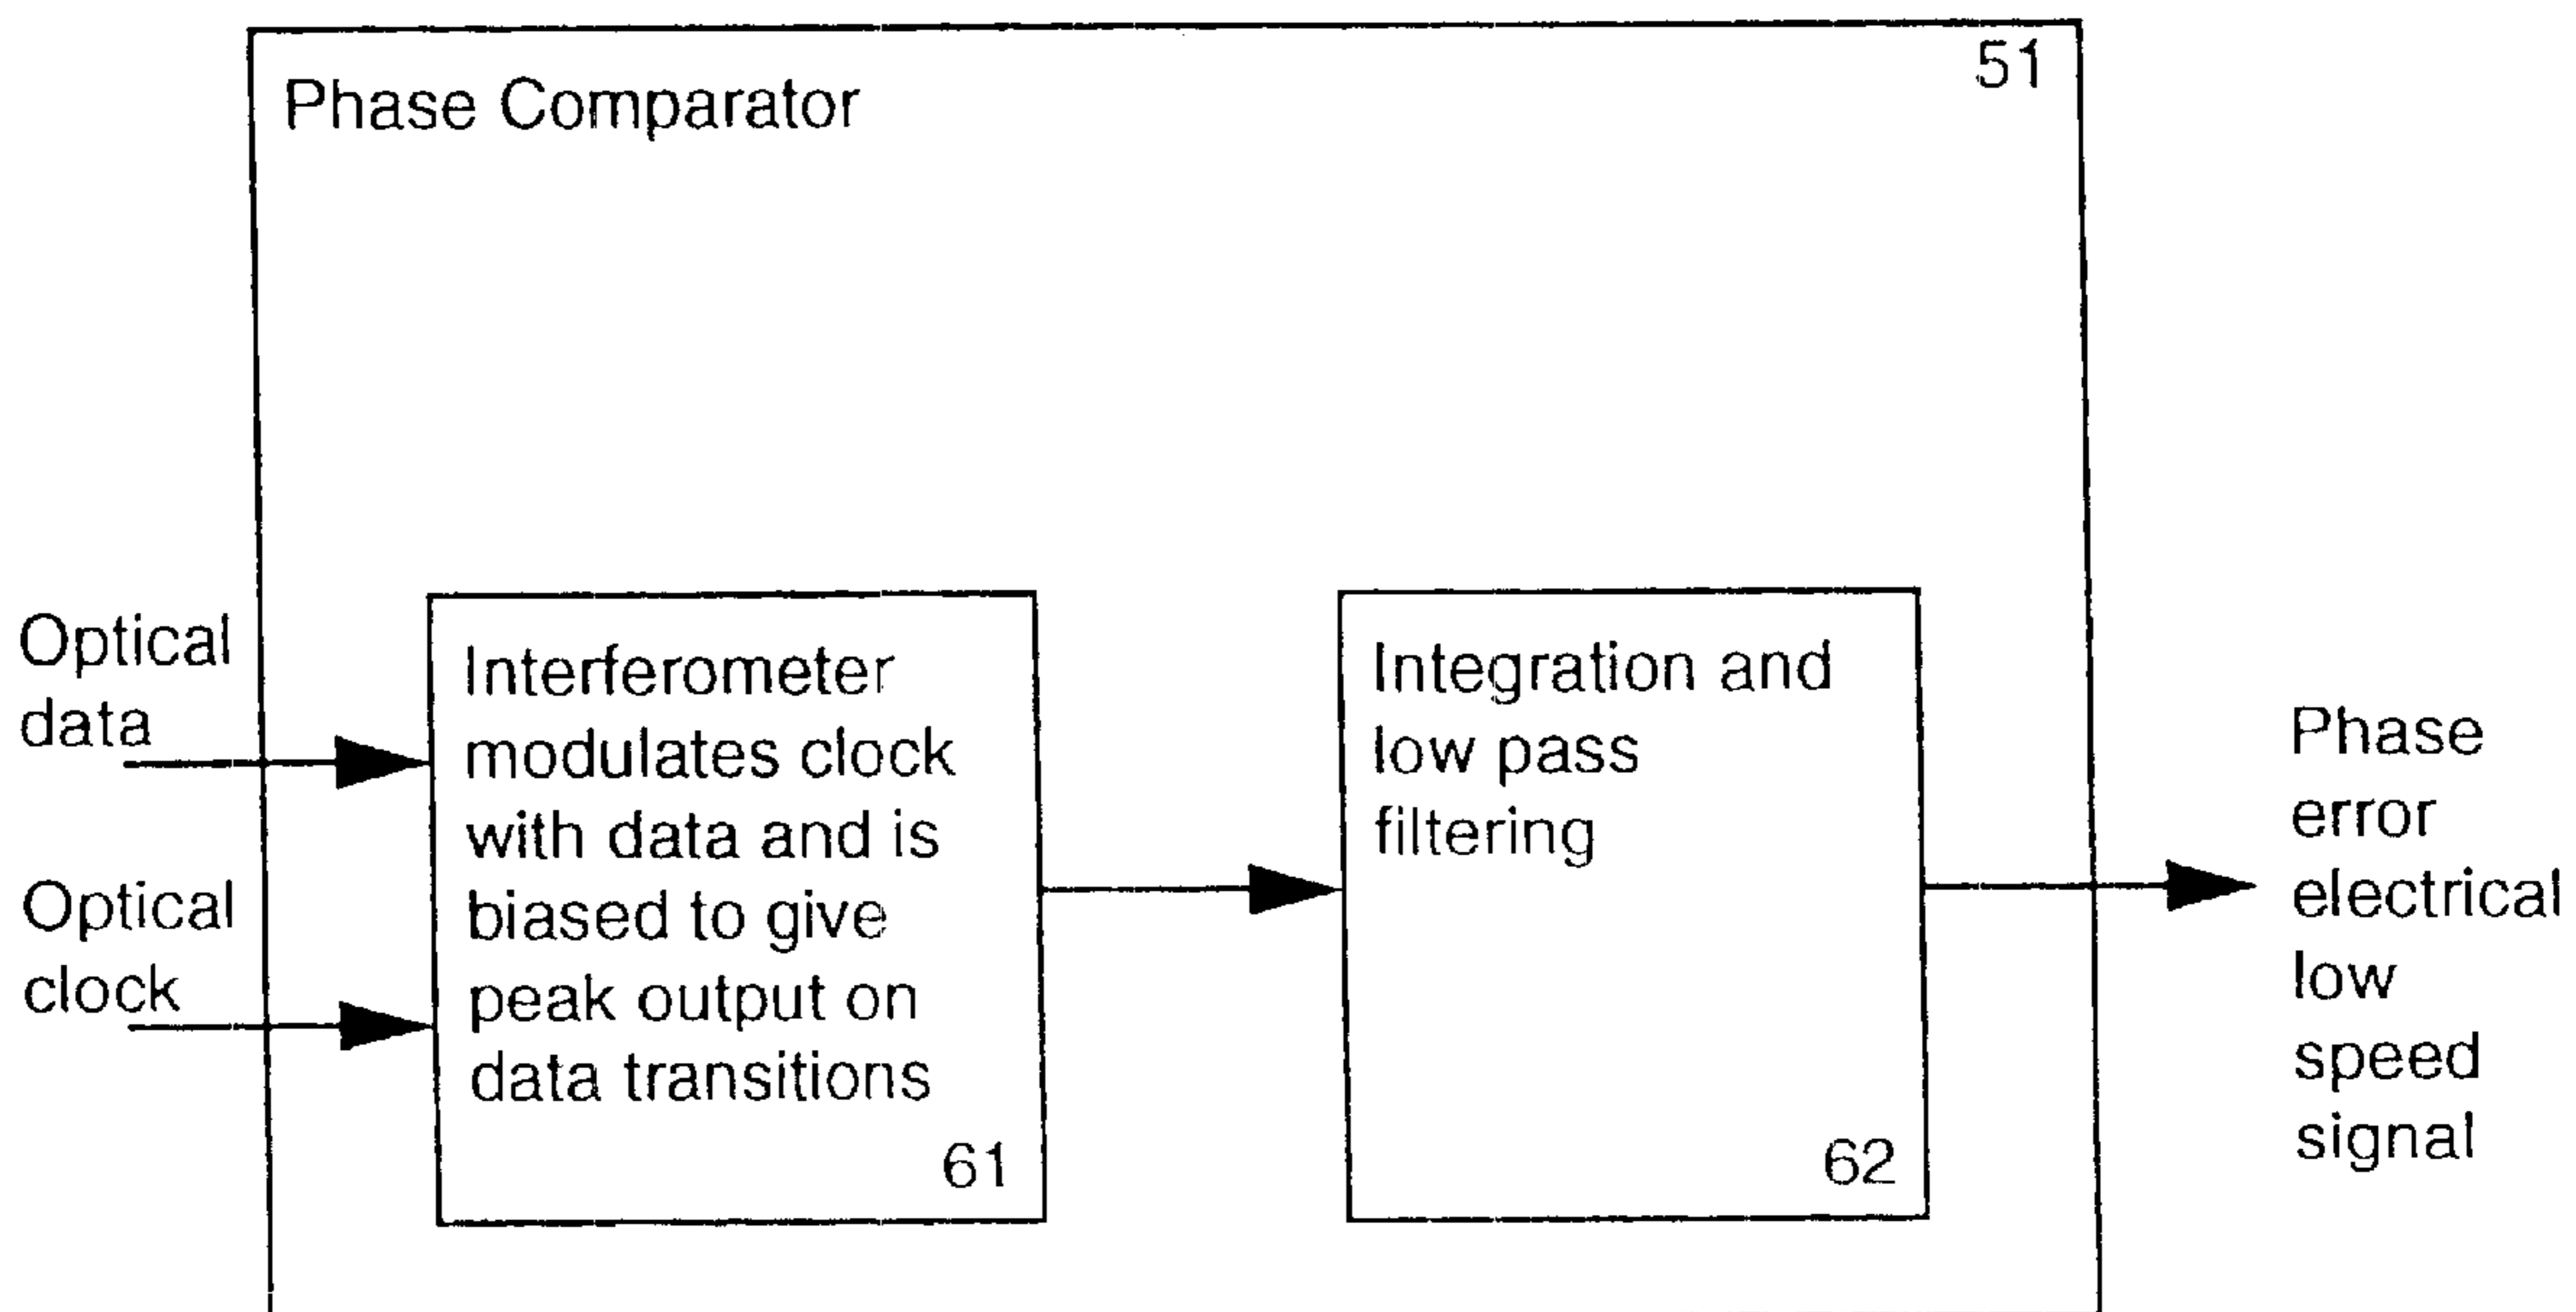 51
Phase Comparator
Optical
data
Optical
clock
Interferometer
modulates clock
with data and is
biased to give
peak output on
data transitions
61
Integration and
low pass
filtering
62
Phase
error
electrical
low
speed
signal